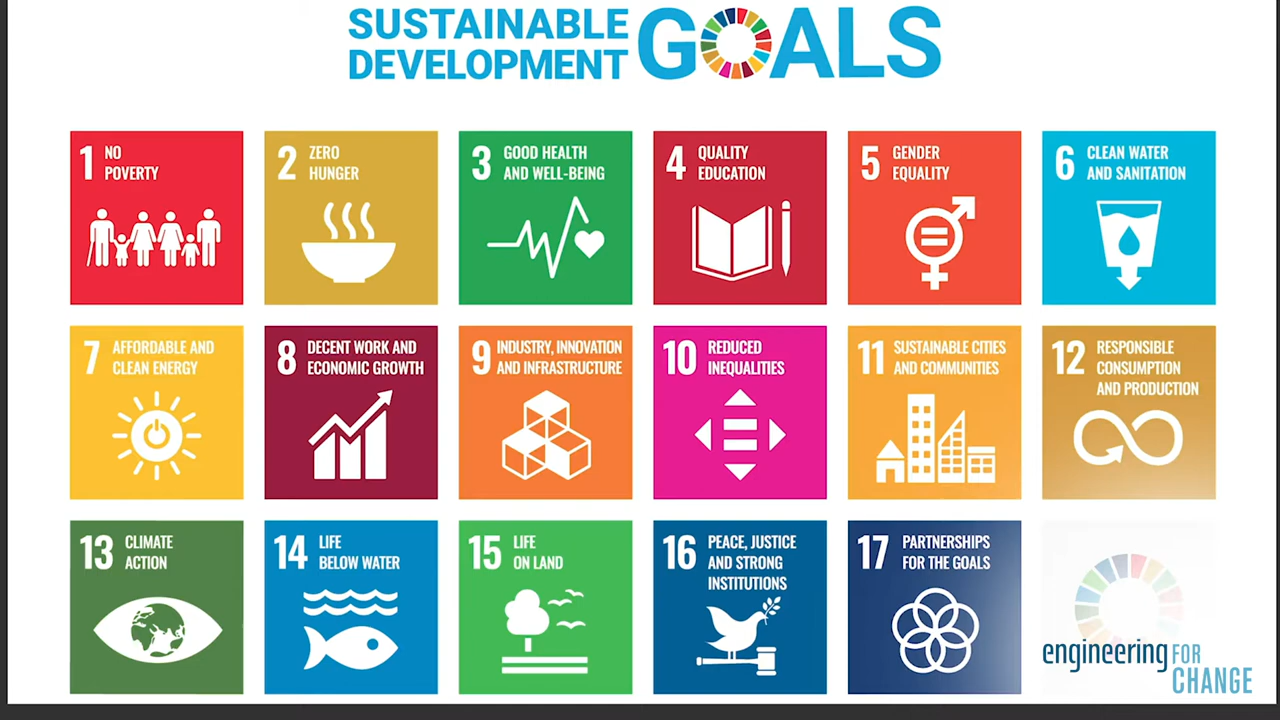 SUSTAINABLE
DEVELOPMENT
GOALS
1 NO
POVERTY
2 ZERO
HUNGER
3 GOOD HEALTH
AND WELL-BEING
4 QUALITY
EDUCATION
5 GENDER
EQUALITY
6 CLEAN WATER
AND SANITATION
7 AFFORDABLE AND
CLEAN ENERGY
8 DECENT WORK AND
ECONOMIC GROWTH
9 INDUSTRY, INNOVATION
AND INFRASTRUCTURE
10 REDUCED
INEQUALITIES
11 SUSTAINABLE CITIES
AND COMMUNITIES
12 RESPONSIBLE
CONSUMPTION
AND PRODUCTION
13 CLIMATE
ACTION
14 LIFE
BELOW WATER
15 LIFE
ON LAND
16 PEACE, JUSTICE
AND STRONG
INSTITUTIONS
17 PARTNERSHIPS
FOR THE GOALS
engineering FOR
CHANGE